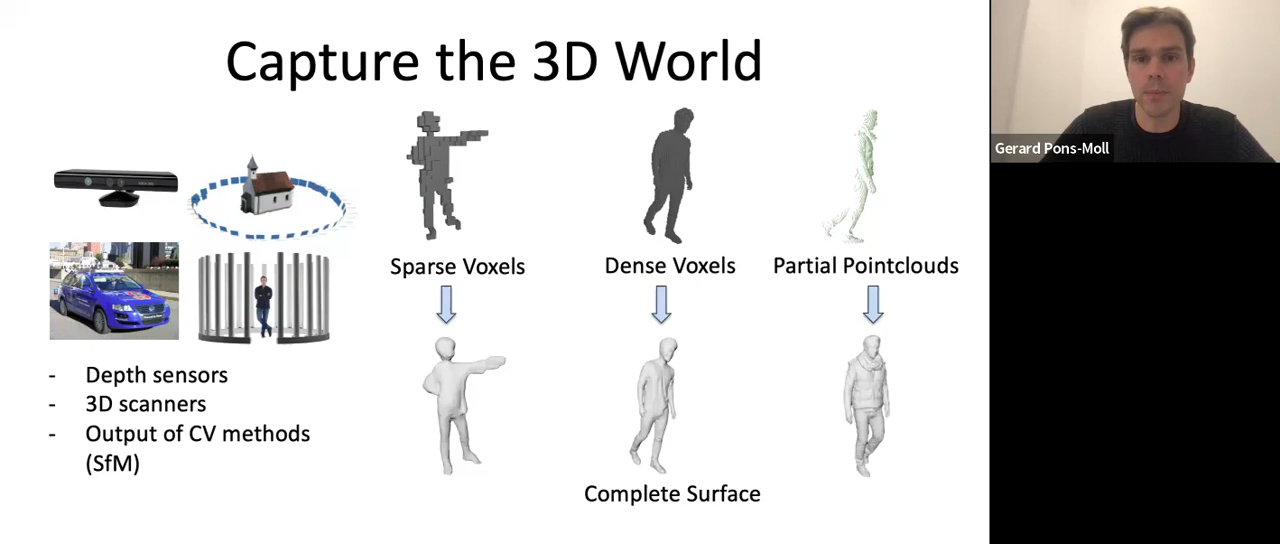 Capture the 3D World
Gerard Pons-Moll
Sparse Voxels
Dense Voxels
Partial Pointclouds
- Depth sensors
- 3D scanners
- Output of CV methods
(SfM)
Complete Surface